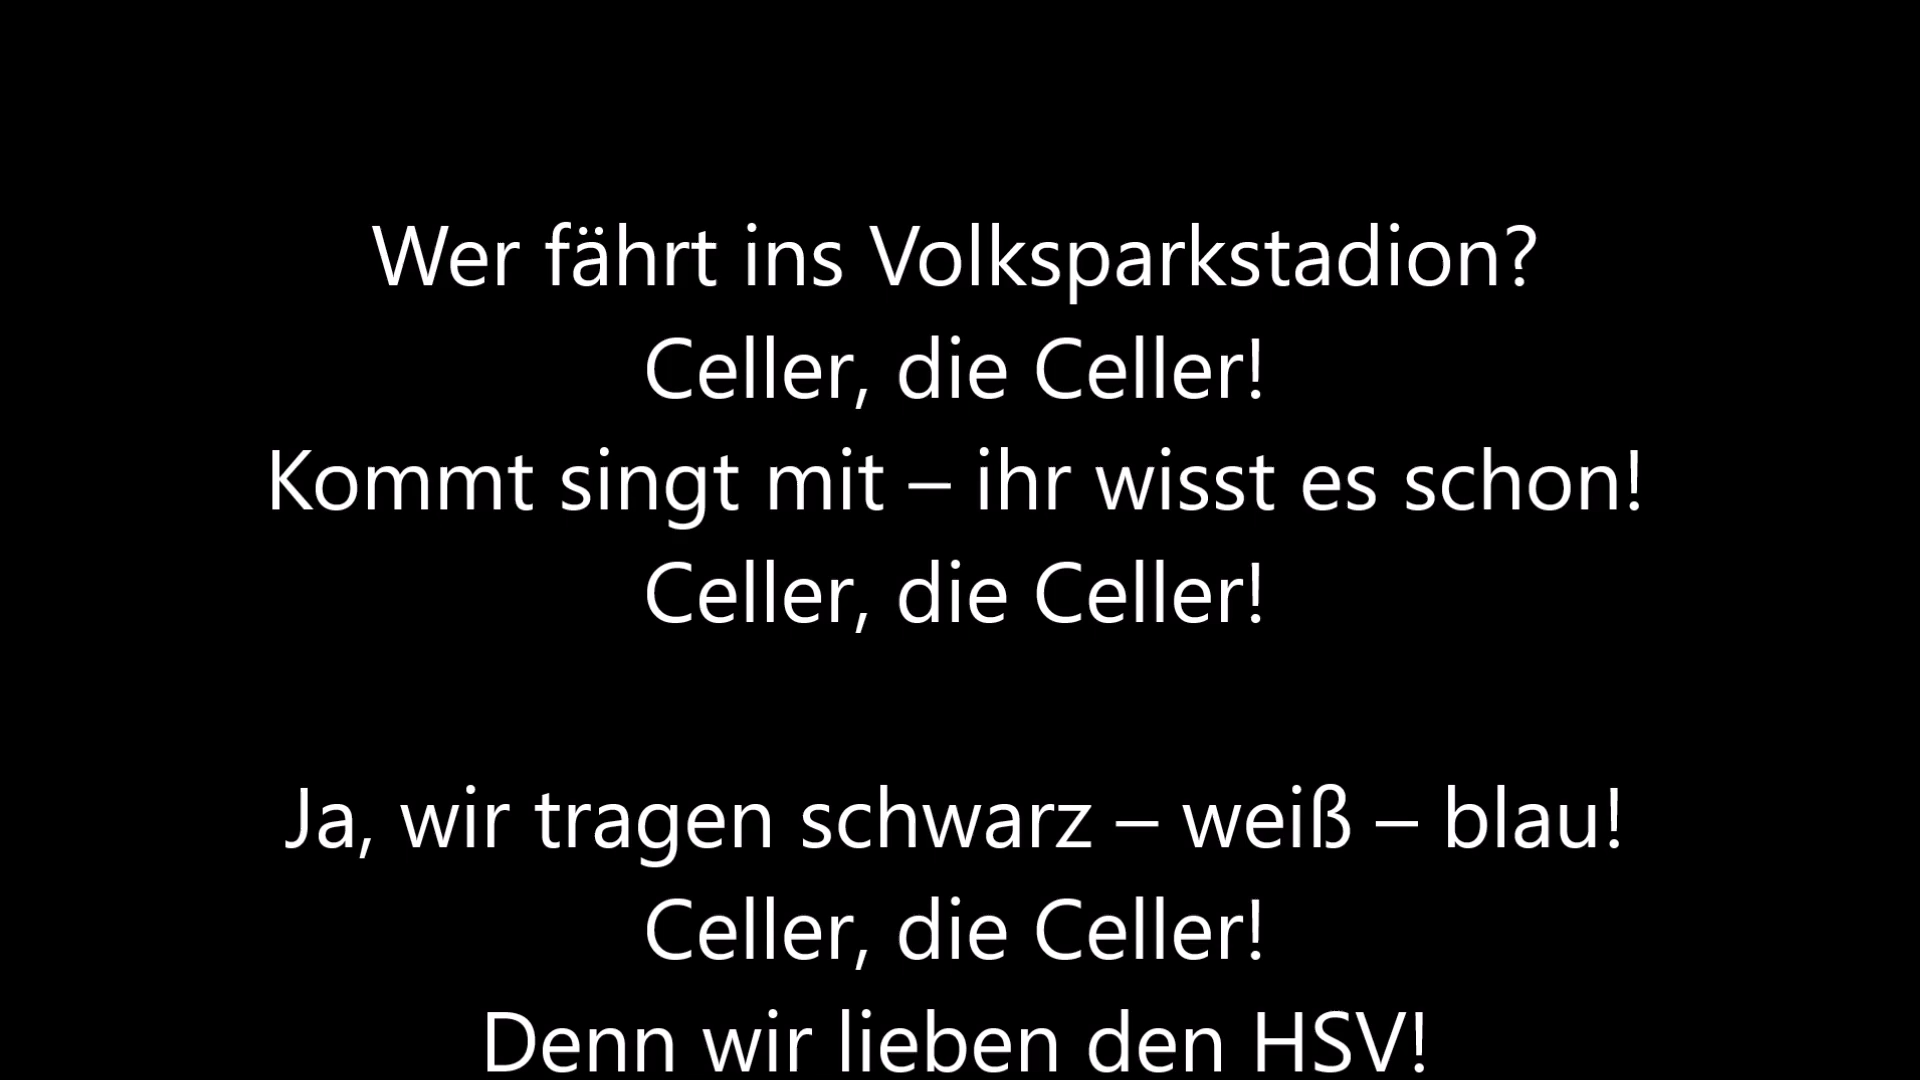 Wer fährt ins Volksparkstadion?
Celler, die Celler!
Kommt singt mit – ihr wisst es schon!
Celler, die Celler!
Ja, wir tragen schwarz – weiß – blau!
Celler, die Celler!
Denn wir lieben den HSV!